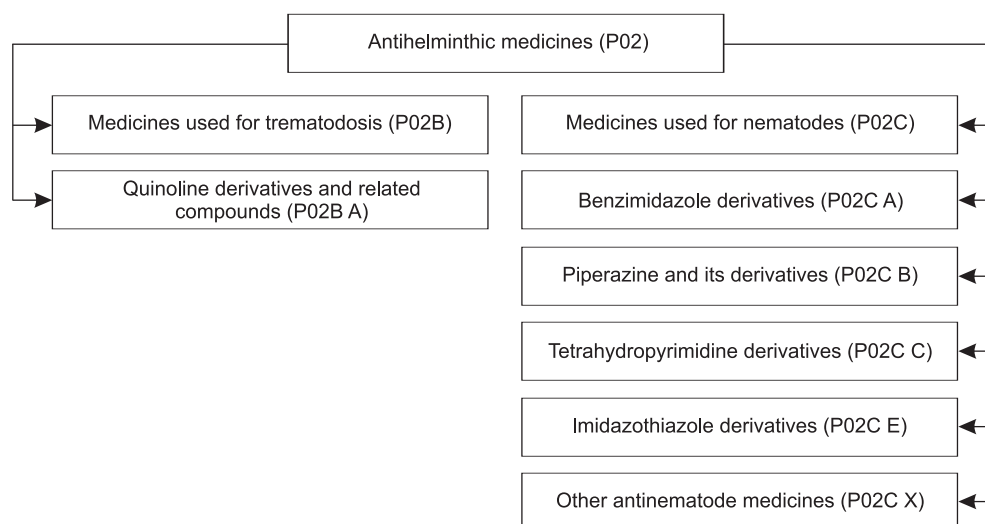 Antihelminthic medicines (P02)
Medicines used for trematodosis (P02B)
Quinoline derivatives and related
compounds (P02B A)
Medicines used for nematodes (P02C)
Benzimidazole derivatives (P02C A)
Piperazine and its derivatives (P02C B)
Tetrahydropyrimidine derivatives (P02C C)
Imidazothiazole derivatives (P02C E)
Other antinematode medicines (P02C X)